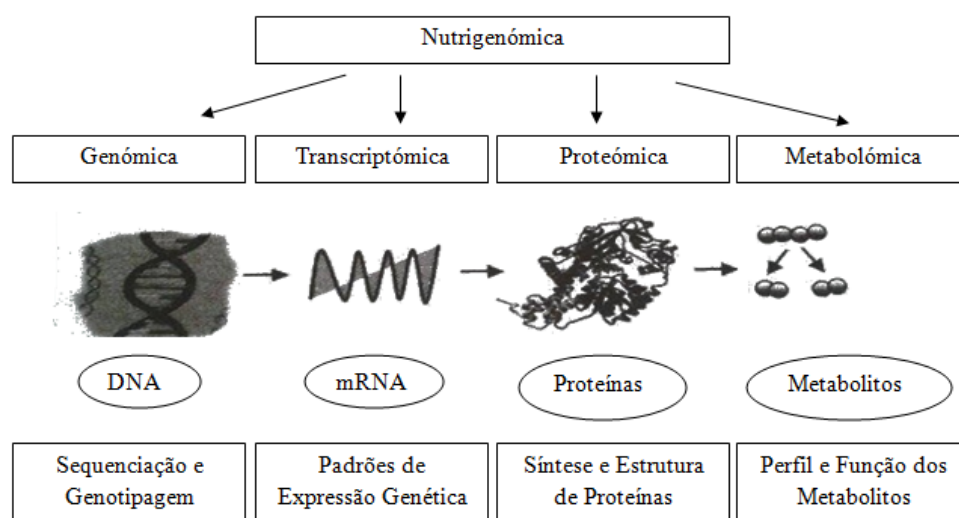 Nutrigenómica
Genómica
Transcriptómica
Proteómica
Metabolómica
DNA
mRNA
Proteínas
Metabolitos
Sequenciação e
Genotipagem
Padrões de
Expressão Genética
Síntese e Estrutura
de Proteínas
Perfil e Função dos
Metabolitos